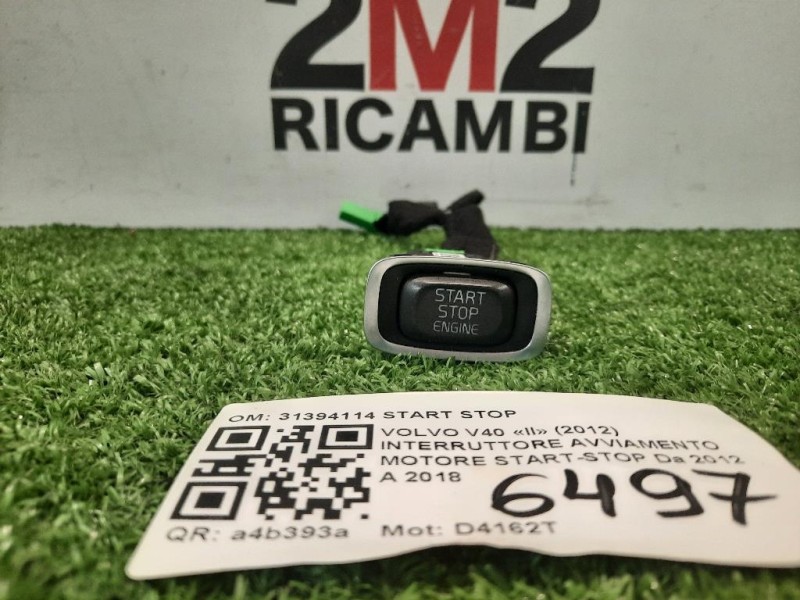 2M2
RICAMBI
START
STOP
ENGINE
OM: 31394114 START STOP
VOLVO V40 «II» (2012)
INTERRUTTORE AVVIAMENTO
MOTORE START-STOP Da 2012
A 2018
6497
QR: a4b393a Mot: D4162T